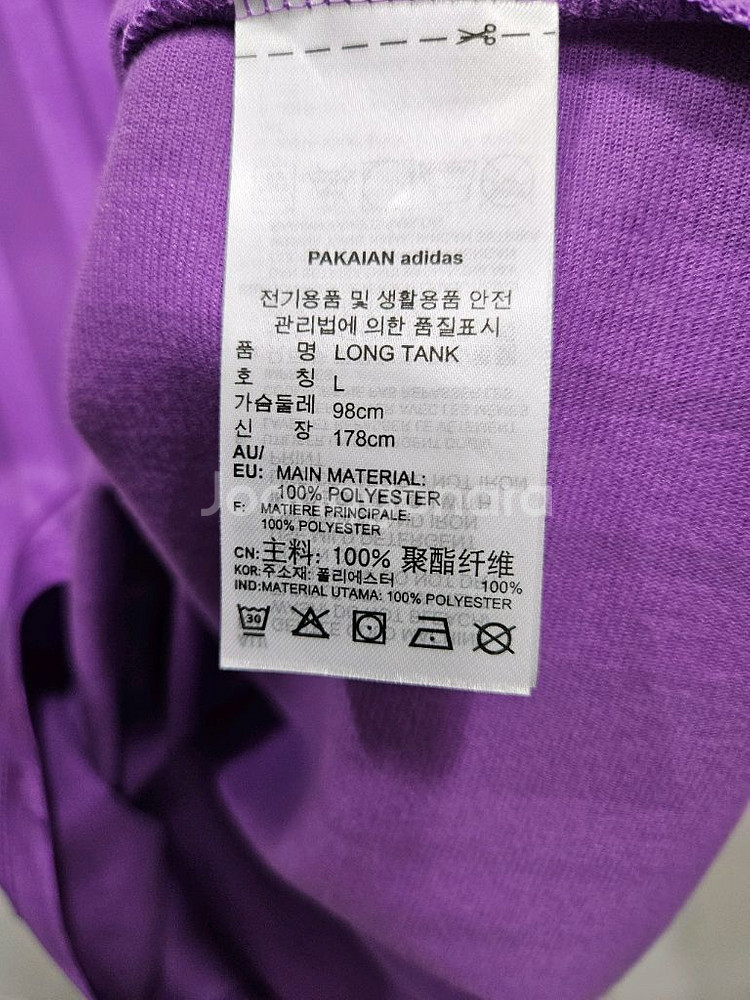 PAKAIAN adidas
전기용품 및 생활용품 안전
관리법에 의한 품질표시
품 명 LONG TANK
호 칭 L
가슴둘레 98cm
신 장 178cm
AU/
EU: MAIN MATERIAL:
100% POLYESTER
F: MATIERE PRINCIPALE:
100% POLYESTER
CN:主料: 100% 聚酯纤维
KOR:주소재: 폴리에스터 100%
IND:MATERIAL UTAMA: 100% POLYESTER
30